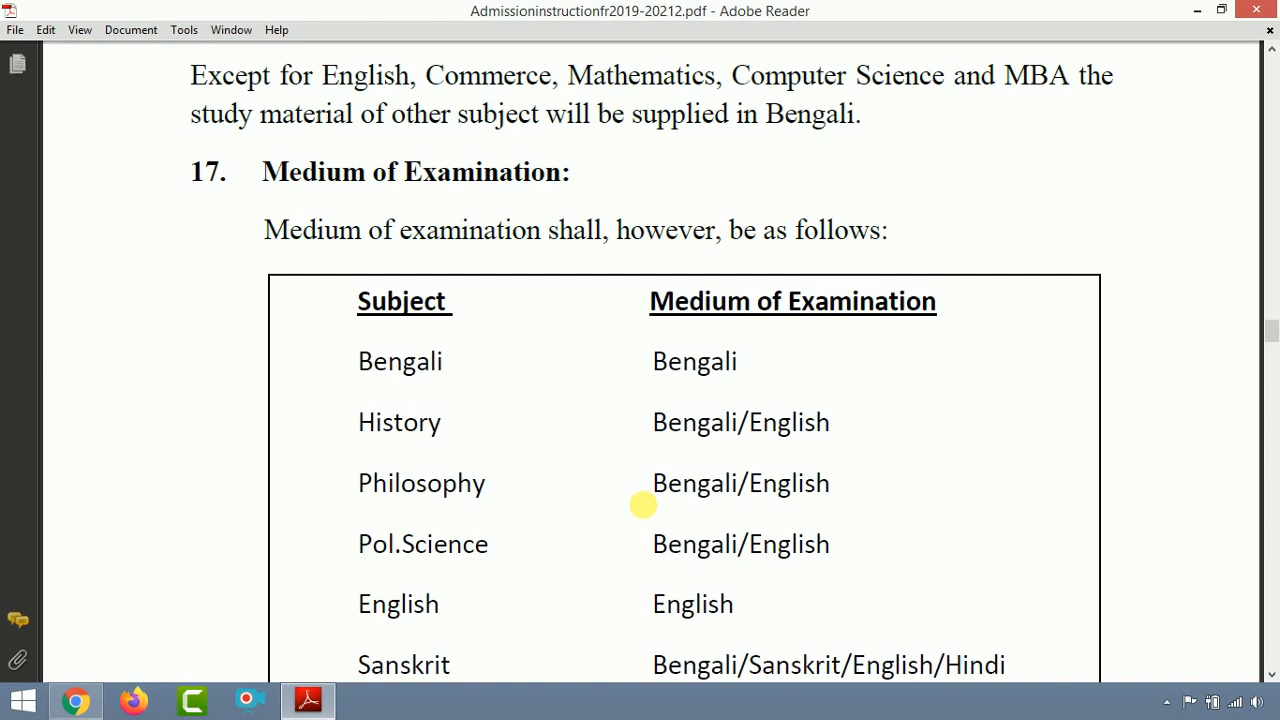 Admissioninstructionfr2019-20212.pdf - Adobe Reader
File Edit View Document Tools Window Help
Except for English, Commerce, Mathematics, Computer Science and MBA the
study material of other subject will be supplied in Bengali.
17. Medium of Examination:
Medium of examination shall, however, be as follows:
Subject Medium of Examination
Bengali Bengali
History Bengali/English
Philosophy Bengali/English
Pol.Science Bengali/English
English English
Sanskrit Bengali/Sanskrit/English/Hindi